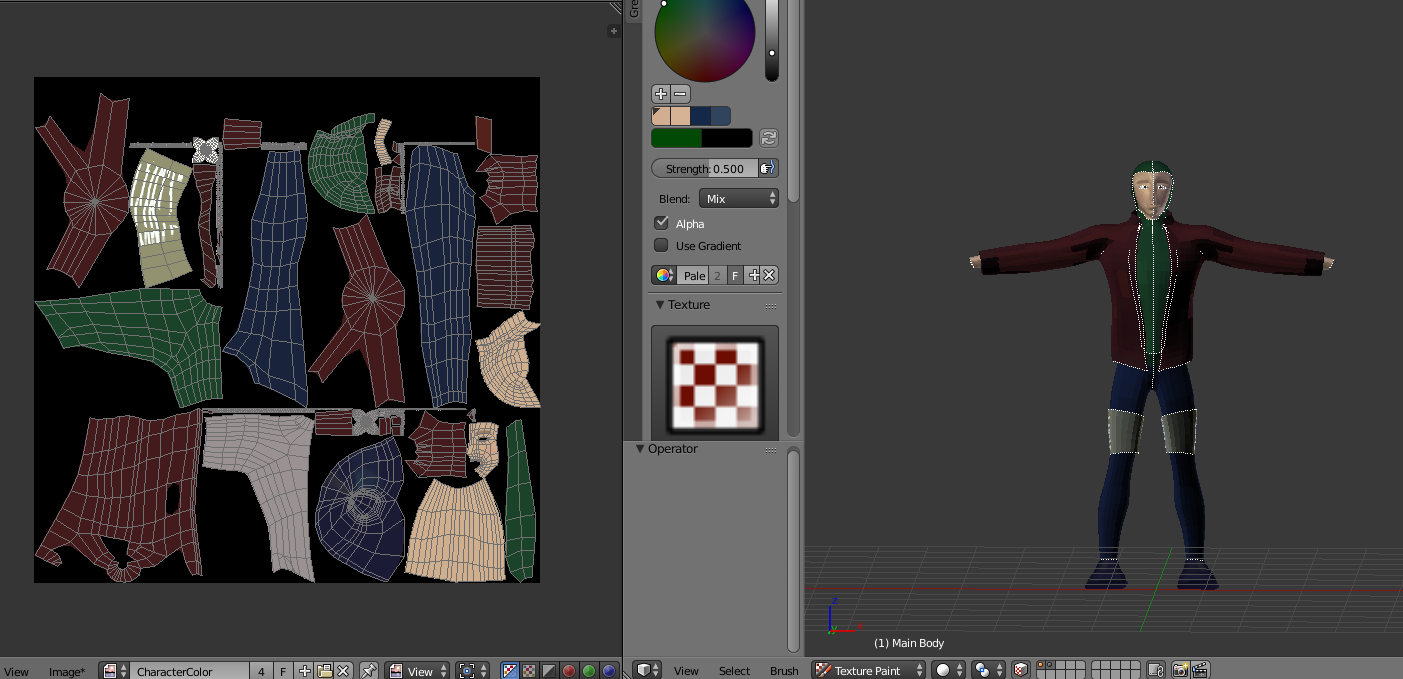 Gre
Strength: 0.500
Blend: Mix
Alpha
Use Gradient
Pale 2 F
Texture
Operator
(1) Main Body
View Image* CharacterColor 4 F View
View Select Brush Texture Paint